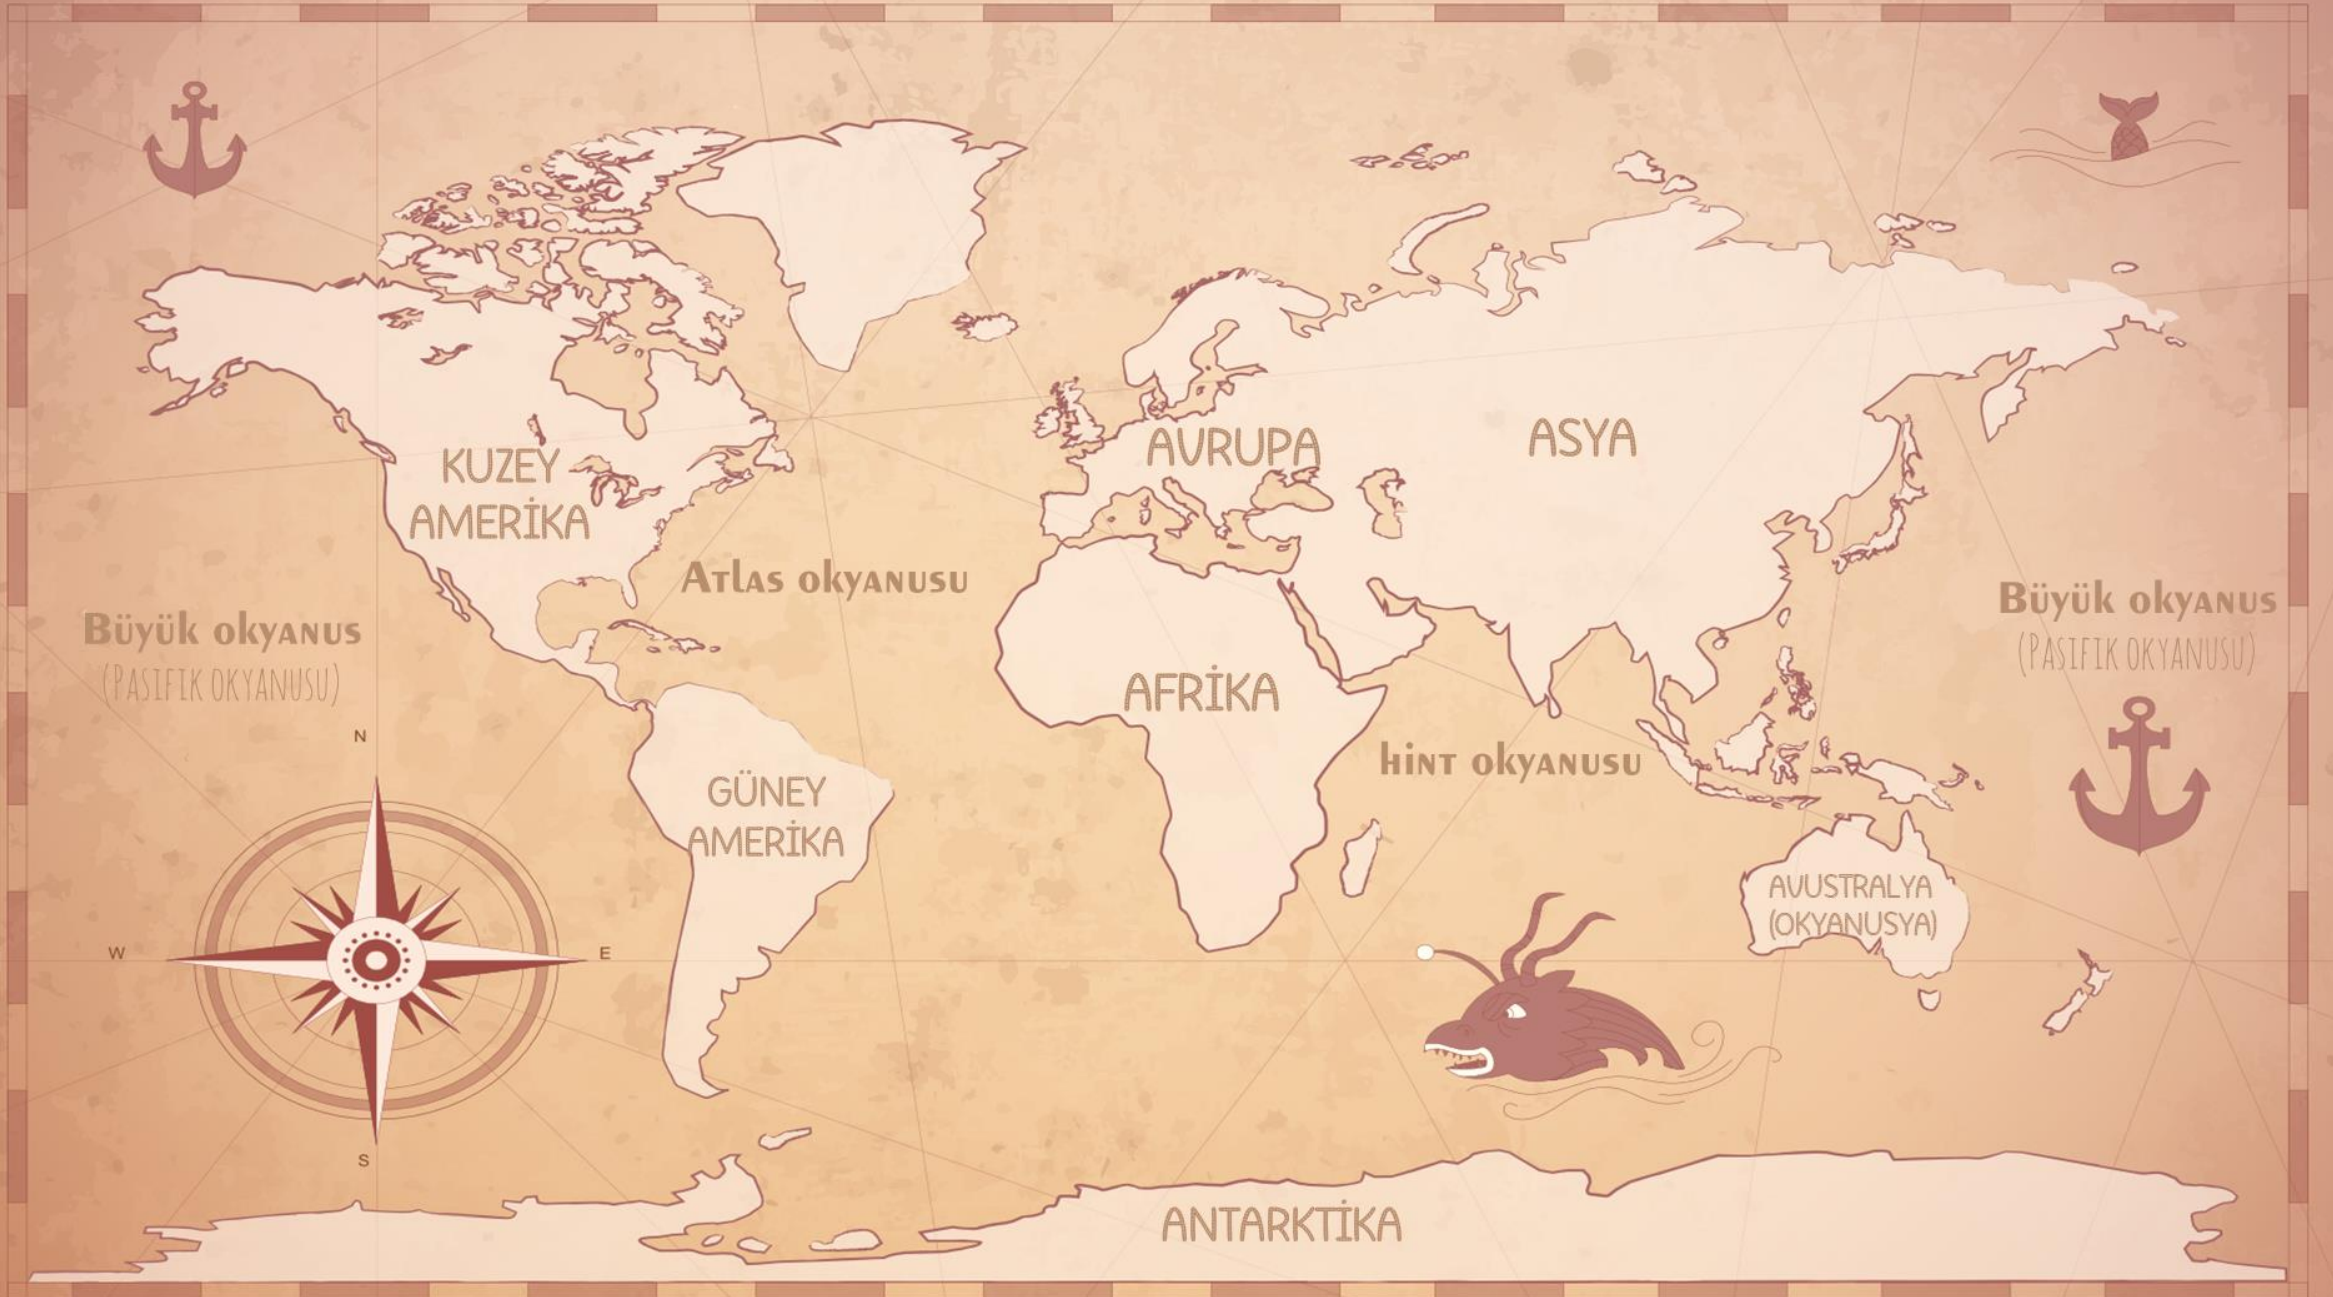 KUZEY
AMERİKA
AVRUPA
ASYA
Atlas okyanusu
Büyük okyanus
(PASIFIK OKYANUSU)
Büyük okyanus
(PASIFIK OKYANUSU)
AFRİKA
hint okyanusu
GÜNEY
AMERİKA
AVUSTRALYA
(OKYANUSYA)
N
W
E
S
ANTARKTİKA